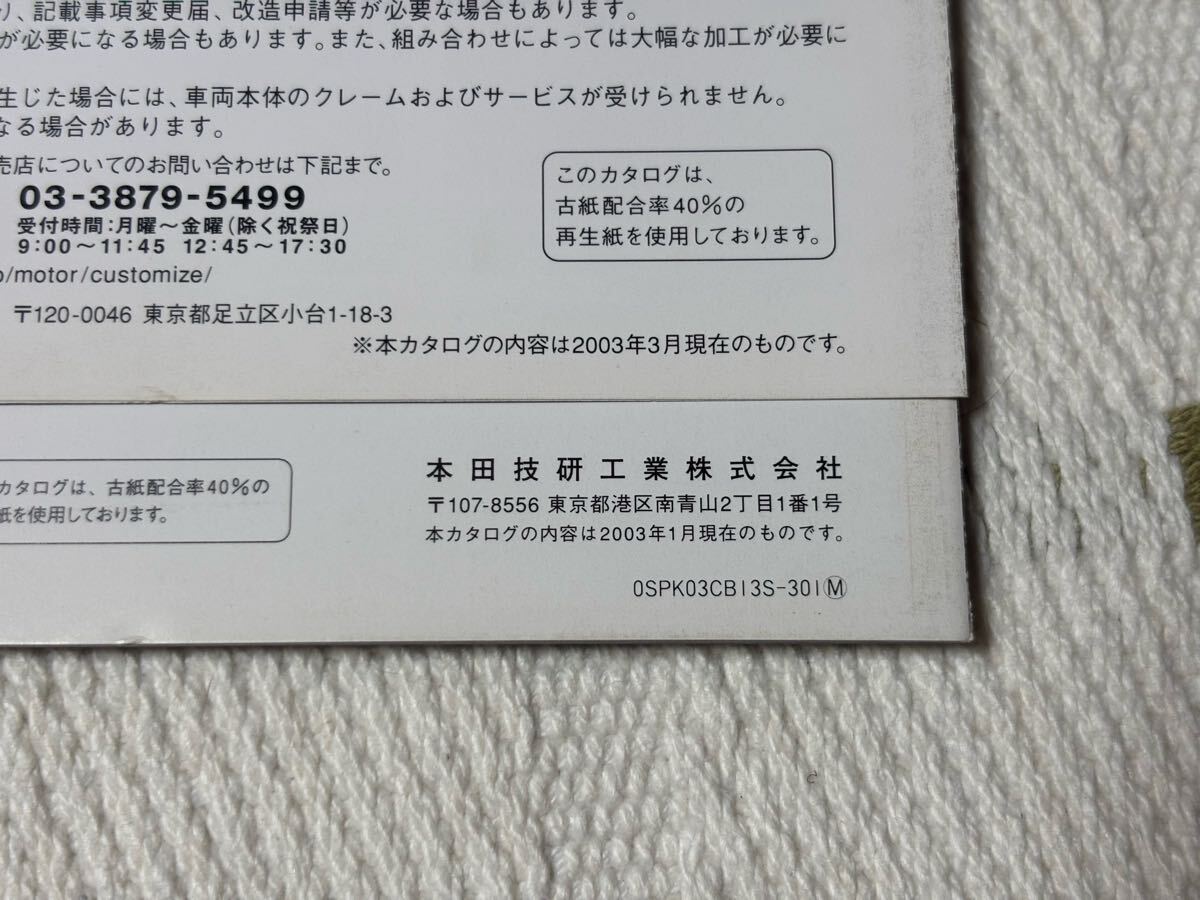 り、記載事項変更届、改造申請等が必要な場合もあります。
が必要になる場合もあります。また、組み合わせによっては大幅な加工が必要に
生じた場合には、車両本体のクレームおよびサービスが受けられません。
なる場合があります。
売店についてのお問い合わせは下記まで。
03-3879-5499
受付時間:月曜〜金曜(除く祝祭日)
9:00〜11:45 12:45〜17:30
/motor/customize/
〒120-0046 東京都足立区小台1-18-3
このカタログは、
古紙配合率40%の
再生紙を使用しております。
※本カタログの内容は2003年3月現在のものです。
カタログは、古紙配合率40%の
紙を使用しております。
本田技研工業株式会社
〒107-8556 東京都港区南青山2丁目1番1号
本カタログの内容は2003年1月現在のものです。
0SPK03CB13S-301Ⓜ